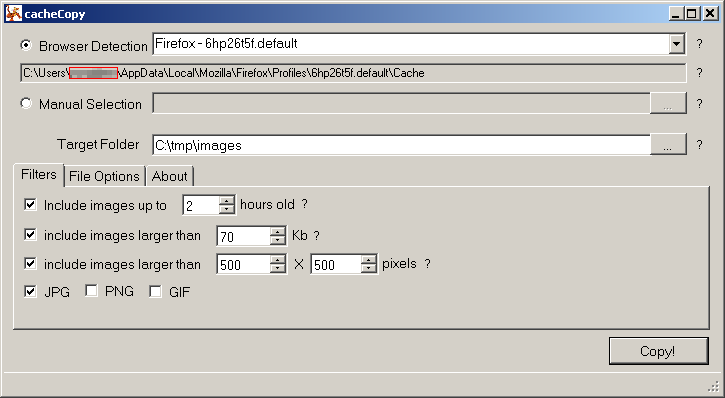 cacheCopy
Browser Detection Firefox - 6hp26t5f.default ?
C:\Users\ \AppData\Local\Mozilla\Firefox\Profiles\6hp26t5f.default\Cache ?
Manual Selection ... ?
Target Folder C:\tmp\images ... ?
Filters File Options About
Include images up to 2 hours old ?
include images larger than 70 Kb ?
include images larger than 500 X 500 pixels ?
JPG PNG GIF
Copy!